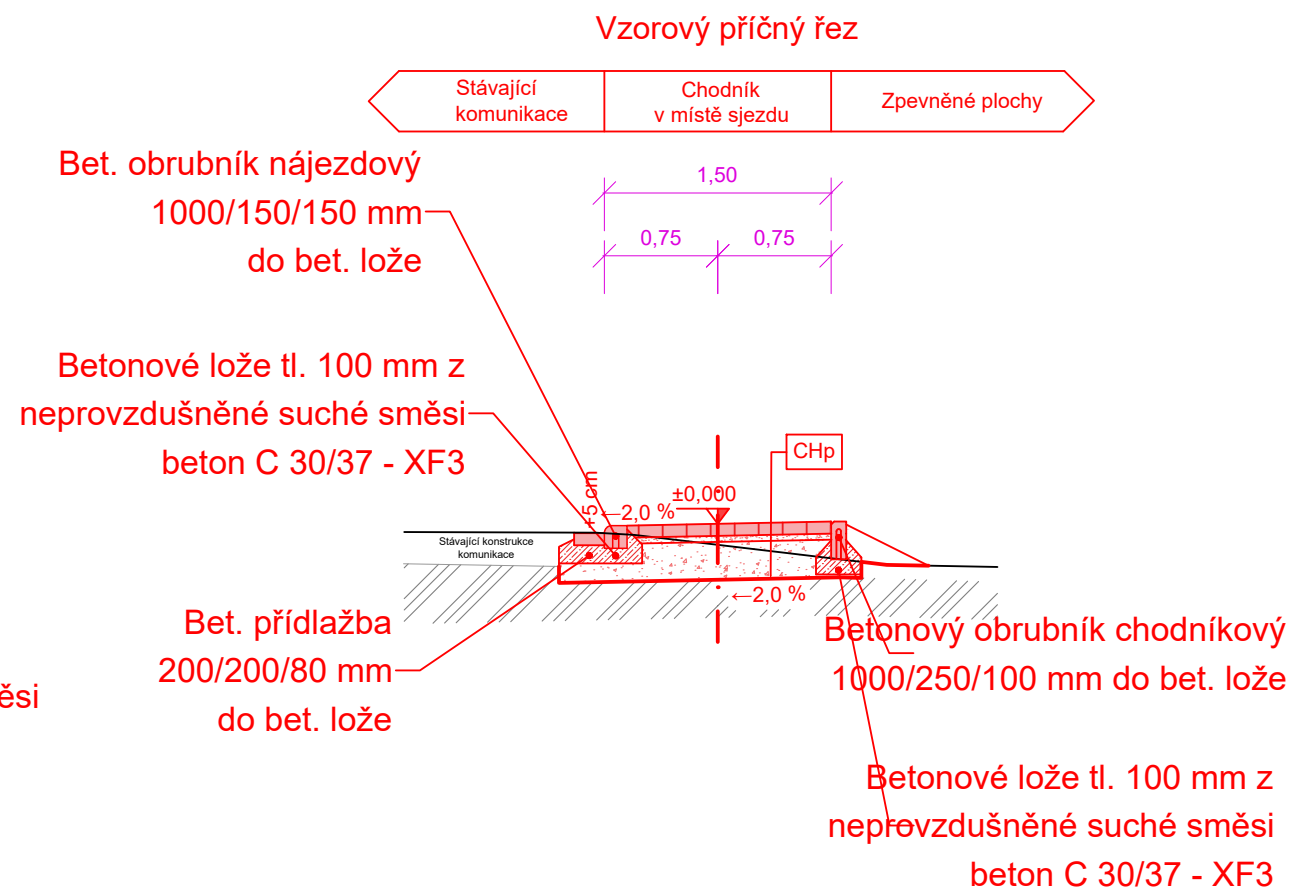 Vzorový příčný řez
Stávající
komunikace
Chodník
v místě sjezdu
Zpevněné plochy
Bet. obrubník nájezdový
1000/150/150 mm
do bet. lože
1,50
0,75
0,75
Betonové lože tl. 100 mm z
neprovzdušněné suché směsi
beton C 30/37 - XF3
CHp
+5 cm
←2,0 %
±0,000
Stávající konstrukce
komunikace
←2,0 %
Bet. přídlažba
200/200/80 mm
do bet. lože
ěsi
Betonový obrubník chodníkový
1000/250/100 mm do bet. lože
Betonové lože tl. 100 mm z
neprovzdušněné suché směsi
beton C 30/37 - XF3